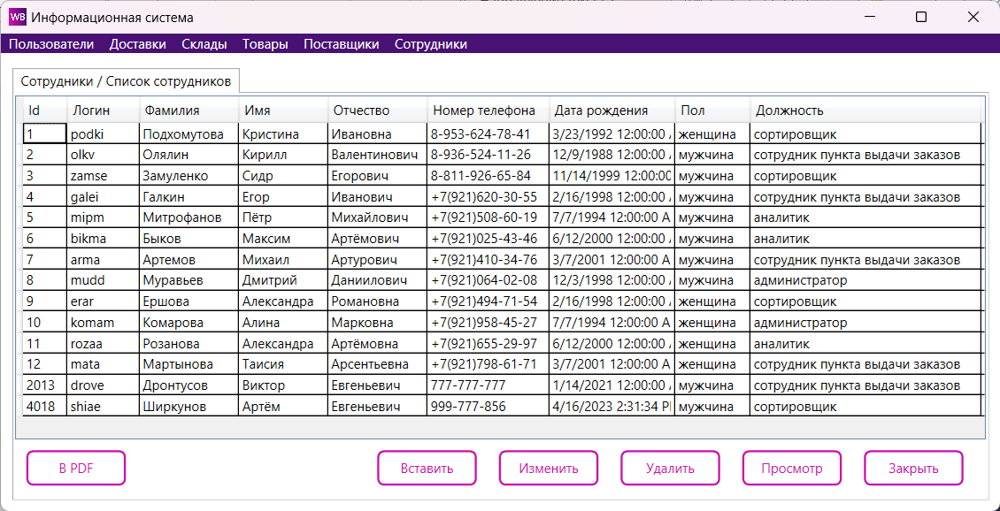 WB Информационная система
Пользователи Доставки Склады Товары Поставщики Сотрудники
Сотрудники / Список сотрудников
Id Логин Фамилия Имя Отчество Номер телефона Дата рождения Пол Должность
1 podki Подхомутова Кристина Ивановна 8-953-624-78-41 3/23/1992 12:00:00 женщина сортировщик
2 olkv Олялин Кирилл Валентинович 8-936-524-11-26 12/9/1988 12:00:00 мужчина сотрудник пункта выдачи заказов
3 zamse Замуленко Сидр Егорович 8-811-926-65-84 11/14/1999 12:00:00 мужчина сортировщик
4 galei Галкин Егор Иванович +7(921)620-30-55 2/16/1998 12:00:00 мужчина сотрудник пункта выдачи заказов
5 mipm Митрофанов Пётр Михайлович +7(921)508-60-19 7/7/1994 12:00:00 A мужчина аналитик
6 bikma Быков Максим Артёмович +7(921)025-43-46 6/12/2000 12:00:00 мужчина аналитик
7 arma Артемов Михаил Артурович +7(921)410-34-76 3/7/2001 12:00:00 A мужчина сотрудник пункта выдачи заказов
8 mudd Муравьев Дмитрий Даниилович +7(921)064-02-08 12/3/1998 12:00:00 мужчина администратор
9 erar Ершова Александра Романовна +7(921)494-71-54 2/16/1998 12:00:00 женщина сортировщик
10 komam Комарова Алина Марковна +7(921)958-45-27 7/7/1994 12:00:00 A женщина администратор
11 rozaa Розанова Александра Артёмовна +7(921)655-29-97 6/12/2000 12:00:00 женщина аналитик
12 mata Мартынова Таисия Арсентьевна +7(921)798-61-71 3/7/2001 12:00:00 A женщина сотрудник пункта выдачи заказов
2013 drove Дронтусов Виктор Евгеньевич 777-777-777 1/14/2021 12:00:00 мужчина сотрудник пункта выдачи заказов
4018 shiae Ширкунов Артём Евгеньевич 999-777-856 4/16/2023 2:31:34 мужчина сортировщик
В PDF Вставить Изменить Удалить Просмотр Закрыть